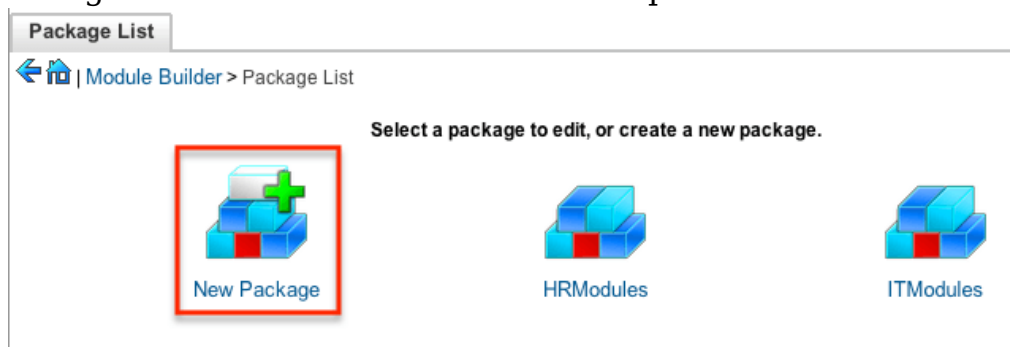 Package List
| Module Builder > Package List
Select a package to edit, or create a new package.
New Package
HRModules
ITModules